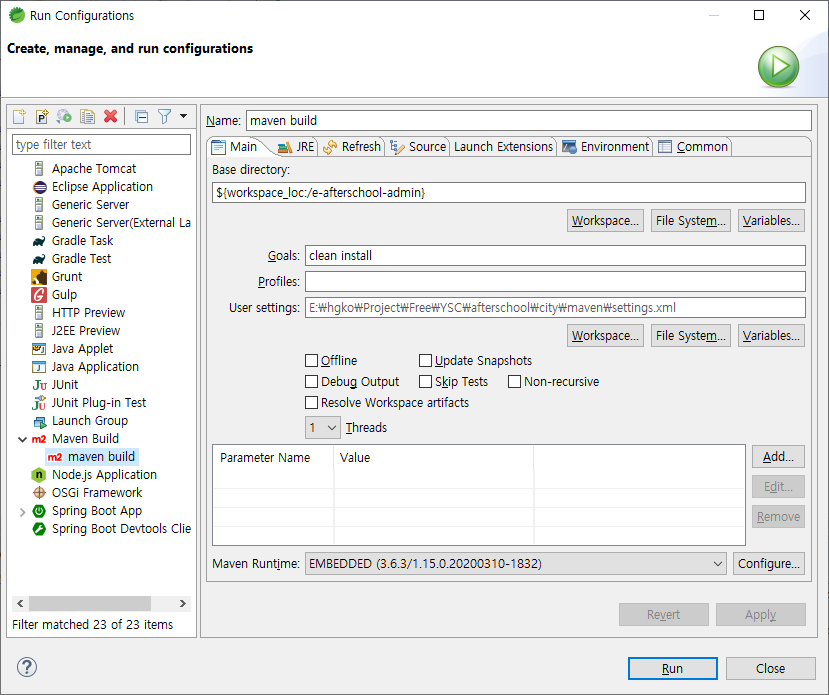 Run Configurations
Create, manage, and run configurations
type filter text
Apache Tomcat
Eclipse Application
Generic Server
Generic Server(External La
Gradle Task
Gradle Test
Grunt
Gulp
HTTP Preview
J2EE Preview
Java Applet
Java Application
JUnit
JUnit Plug-in Test
Launch Group
m2 Maven Build
m2 maven build
Node.js Application
OSGi Framework
Spring Boot App
Spring Boot Devtools Clie
Filter matched 23 of 23 items
Name: maven build
Main JRE Refresh Source Launch Extensions Environment Common
Base directory:
${workspace_loc:/e-afterschool-admin}
Workspace... File System... Variables...
Goals: clean install
Profiles:
User settings: E:₩hgko₩Project₩Free₩YSC₩afterschool₩city₩maven₩settings.xml
Workspace... File System... Variables...
Offline Update Snapshots
Debug Output Skip Tests Non-recursive
Resolve Workspace artifacts
1 Threads
Parameter Name Value
Add...
Edit...
Remove
Maven Runtime: EMBEDDED (3.6.3/1.15.0.20200310-1832) Configure...
Revert Apply
? Run Close